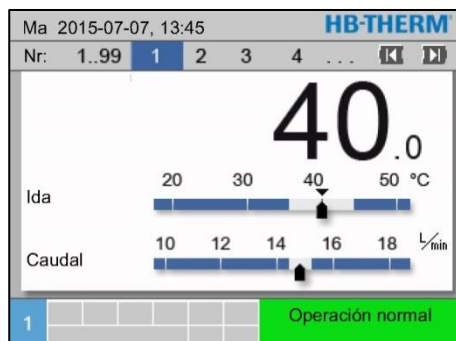 Ma 2015-07-07, 13:45 HB-THERM
Nr: 1..99 1 2 3 4 ...
40.0
20 30 40 50 °C
Ida
10 12 14 16 18 L/min
Caudal
1 Operación normal